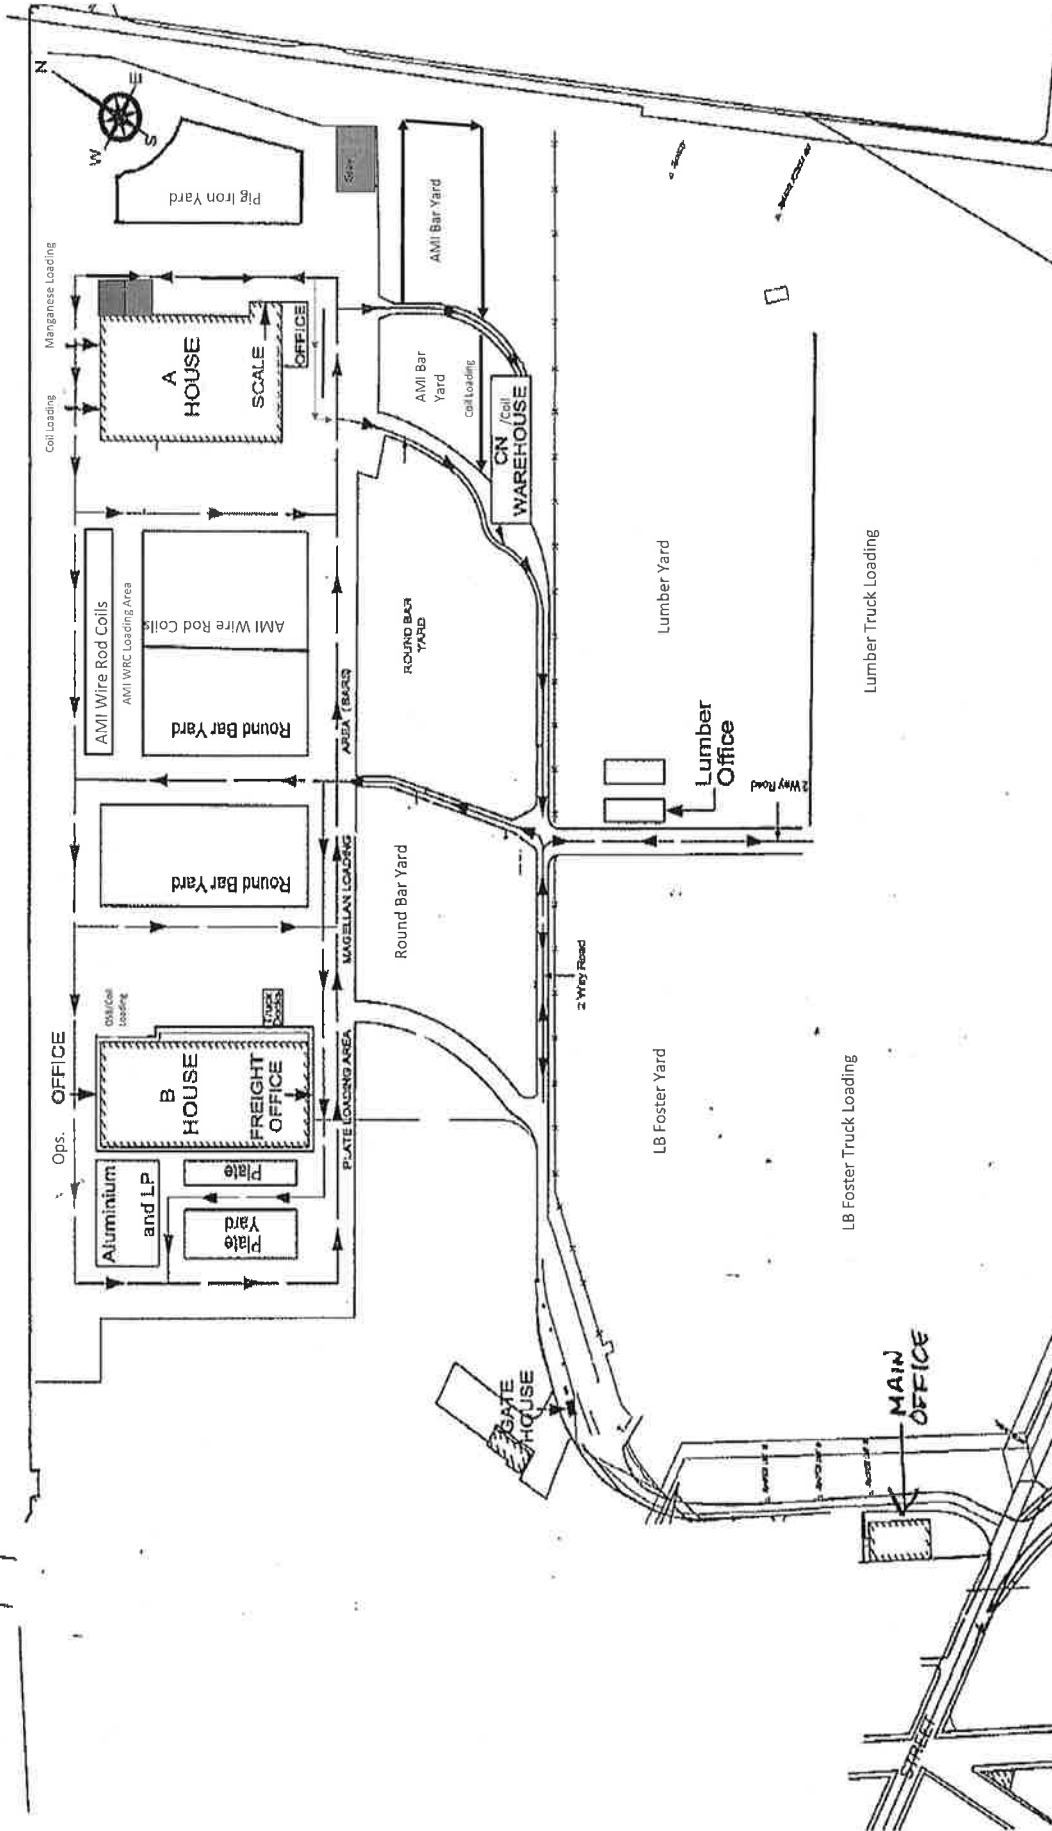 N
E
S
W
Pig Iron Yard
Manganese Loading
Coil Loading
A
HOUSE
SCALE
OFFICE
AMI Bar Yard
AMI Bar
Yard
Coil Loading
CN /Coil
WAREHOUSE
AMI Wire Rod Coils
AMI WRC Loading Area
AMI Wire Rod Coils
Round Bar Yard
ROUND BAR
YARD
AREA (BARS)
MAGELLAN LOADING
PLATE LOADING AREA
Round Bar Yard
Round Bar Yard
Lumber Yard
Lumber Truck Loading
Lumber
Office
2 Way Road
2 Way Road
OFFICE
Ops.
OSB/Coil
Loading
Truck
Docks
B
HOUSE
FREIGHT
OFFICE
Aluminium
and LP
Plate
Plate
Yard
LB Foster Yard
LB Foster Truck Loading
GATE
HOUSE
MAIN
OFFICE
STREET